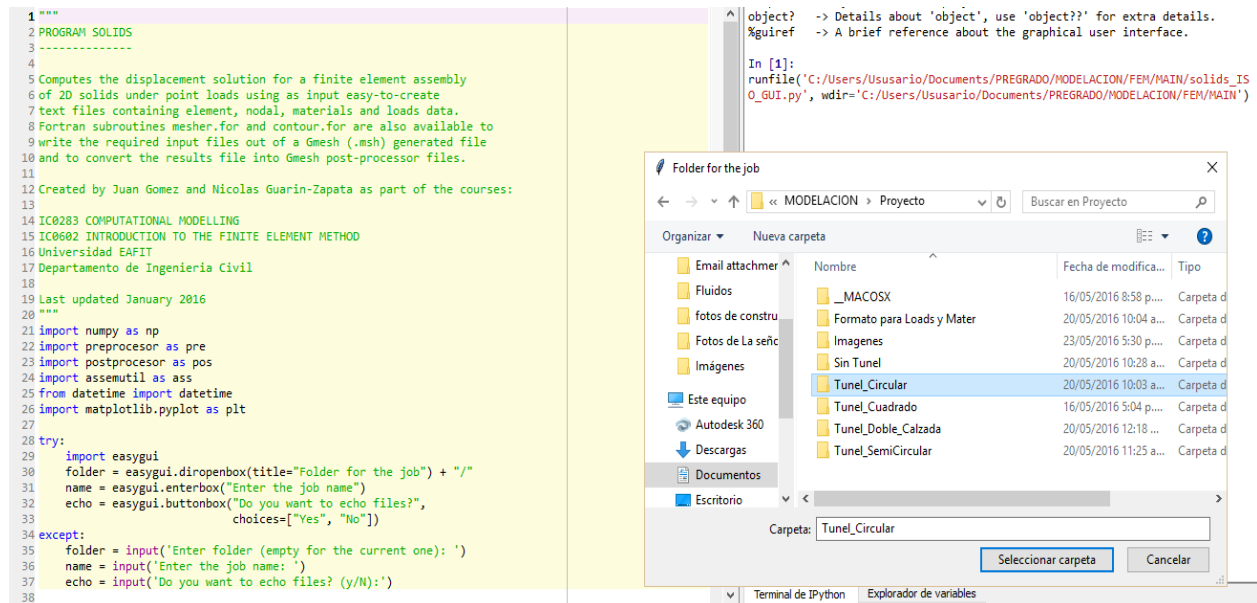 1 """
2 PROGRAM SOLIDS
3 --------------
4
5 Computes the displacement solution for a finite element assembly
6 of 2D solids under point loads using as input easy-to-create
7 text files containing element, nodal, materials and loads data.
8 Fortran subroutines mesher.for and contour.for are also available to
9 write the required input files out of a Gmesh (.msh) generated file
10 and to convert the results file into Gmesh post-processor files.
11
12 Created by Juan Gomez and Nicolas Guarin-Zapata as part of the courses:
13
14 IC0283 COMPUTATIONAL MODELLING
15 IC0602 INTRODUCTION TO THE FINITE ELEMENT METHOD
16 Universidad EAFIT
17 Departamento de Ingenieria Civil
18
19 Last updated January 2016
20 """
21 import numpy as np
22 import preprocesor as pre
23 import postprocesor as pos
24 import assemutil as ass
25 from datetime import datetime
26 import matplotlib.pyplot as plt
27
28 try:
29     import easygui
30     folder = easygui.diropenbox(title="Folder for the job") + "/"
31     name = easygui.enterbox("Enter the job name")
32     echo = easygui.buttonbox("Do you want to echo files?",
33                              choices=["Yes", "No"])
34 except:
35     folder = input('Enter folder (empty for the current one): ')
36     name = input('Enter the job name: ')
37     echo = input('Do you want to echo files? (y/N):')
38
object?   -> Details about 'object', use 'object??' for extra details.
%guiref   -> A brief reference about the graphical user interface.
In [1]:
runfile('C:/Users/Ususario/Documents/PREGRADO/MODELACION/FEM/MAIN/solids_IS
O_GUI.py', wdir='C:/Users/Ususario/Documents/PREGRADO/MODELACION/FEM/MAIN')
Folder for the job
« MODELACION > Proyecto
Buscar en Proyecto
Organizar Nueva carpeta
Email attachmer
Fluidos
fotos de constru
Fotos de La señc
Imágenes
Este equipo
Autodesk 360
Descargas
Documentos
Escritorio
Nombre Fecha de modifica... Tipo
__MACOSX 16/05/2016 8:58 p.... Carpeta d
Formato para Loads y Mater 20/05/2016 10:04 a... Carpeta d
Imagenes 23/05/2016 5:30 p.... Carpeta d
Sin Tunel 20/05/2016 10:28 a... Carpeta d
Tunel_Circular 20/05/2016 10:03 a... Carpeta d
Tunel_Cuadrado 16/05/2016 5:04 p.... Carpeta d
Tunel_Doble_Calzada 20/05/2016 12:18 ... Carpeta d
Tunel_SemiCircular 20/05/2016 11:25 a... Carpeta d
Carpeta: Tunel_Circular
Seleccionar carpeta Cancelar
Terminal de IPython Explorador de variables